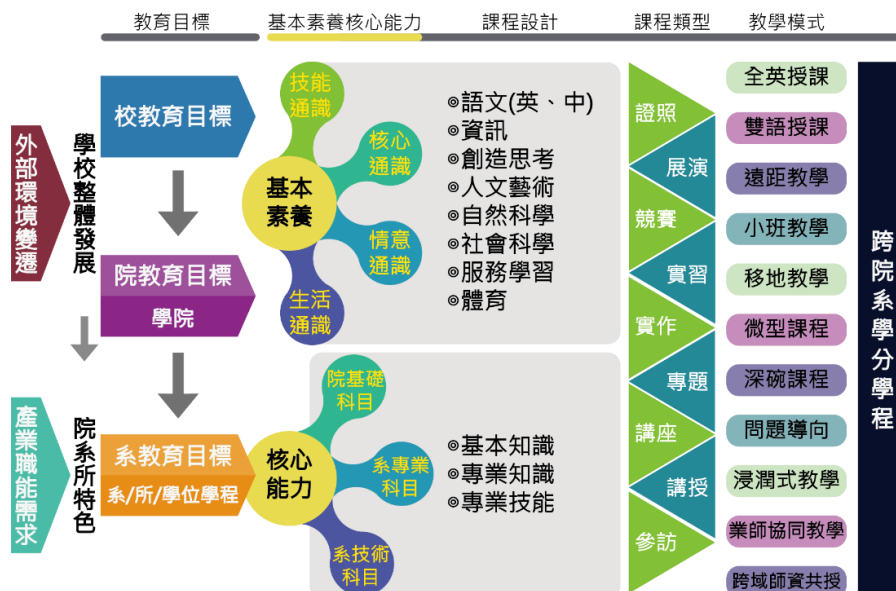 教育目標
基本素養核心能力
課程設計
課程類型
教學模式
外部環境變遷
學校整體發展
產業職能需求
院系所特色
校教育目標
院教育目標
學院
系教育目標
系/所/學位學程
基本
素養
技能
通識
核心
通識
情意
通識
生活
通識
核心
能力
院基礎
科目
系專業
科目
系技術
科目
◎語文(英、中)
◎資訊
◎創造思考
◎人文藝術
◎自然科學
◎社會科學
◎服務學習
◎體育
◎基本知識
◎專業知識
◎專業技能
證照
展演
競賽
實習
實作
專題
講座
講授
參訪
全英授課
雙語授課
遠距教學
小班教學
移地教學
微型課程
深碗課程
問題導向
浸潤式教學
業師協同教學
跨域師資共授
跨院系學分學程